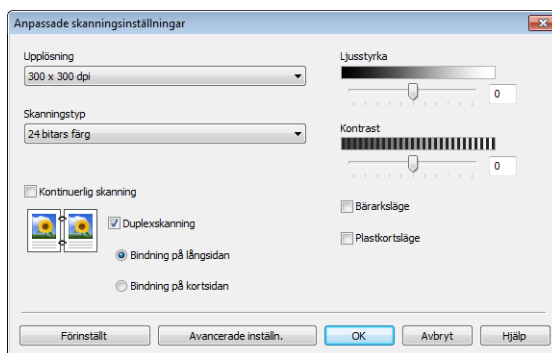 Anpassade skanningsinställningar
Upplösning
300 x 300 dpi
Skanningstyp
24 bitars färg
Kontinuerlig skanning
Duplexskanning
Bindning på långsidan
Bindning på kortsidan
Ljusstyrka
0
Kontrast
0
Bärarksläge
Plastkortsläge
Förinställt
Avancerade inställn.
OK
Avbryt
Hjälp